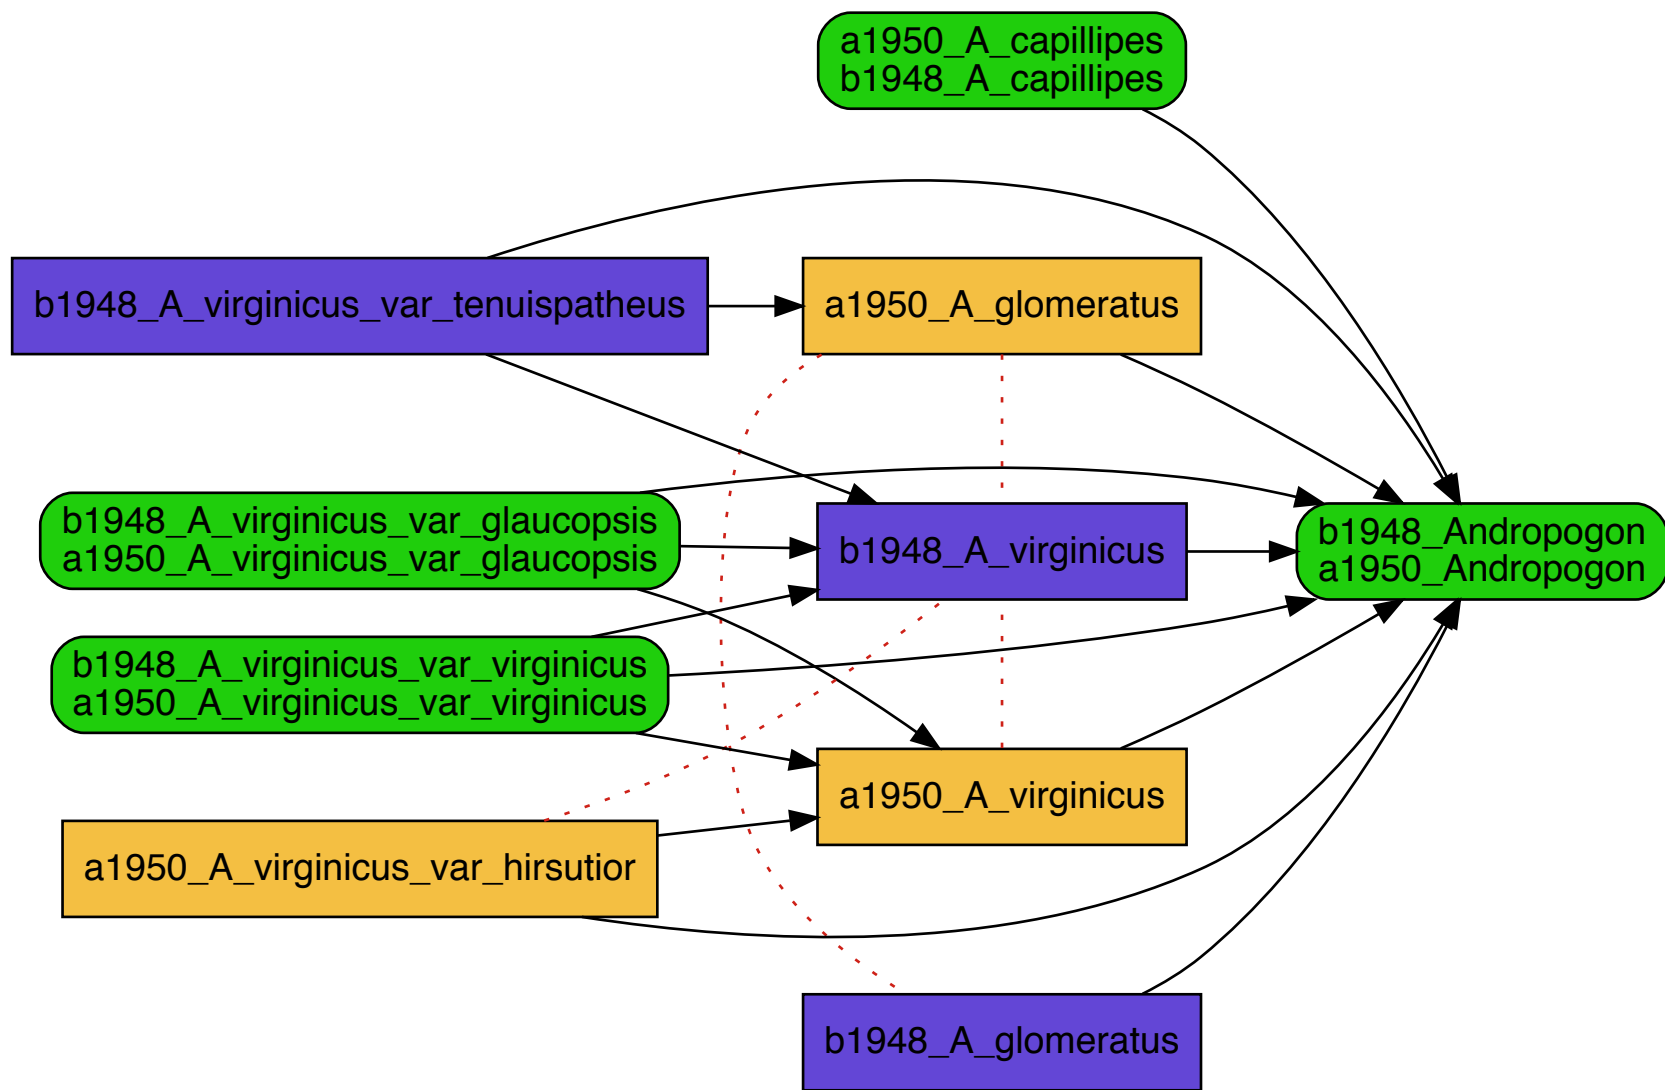 a1950_A_capillipes
b1948_A_capillipes
b1948_A_virginicus_var_tenuispatheus
a1950_A_glomeratus
b1948_A_virginicus_var_glaucopsis
a1950_A_virginicus_var_glaucopsis
b1948_A_virginicus
b1948_Andropogon
a1950_Andropogon
b1948_A_virginicus_var_virginicus
a1950_A_virginicus_var_virginicus
a1950_A_virginicus
a1950_A_virginicus_var_hirsutior
b1948_A_glomeratus